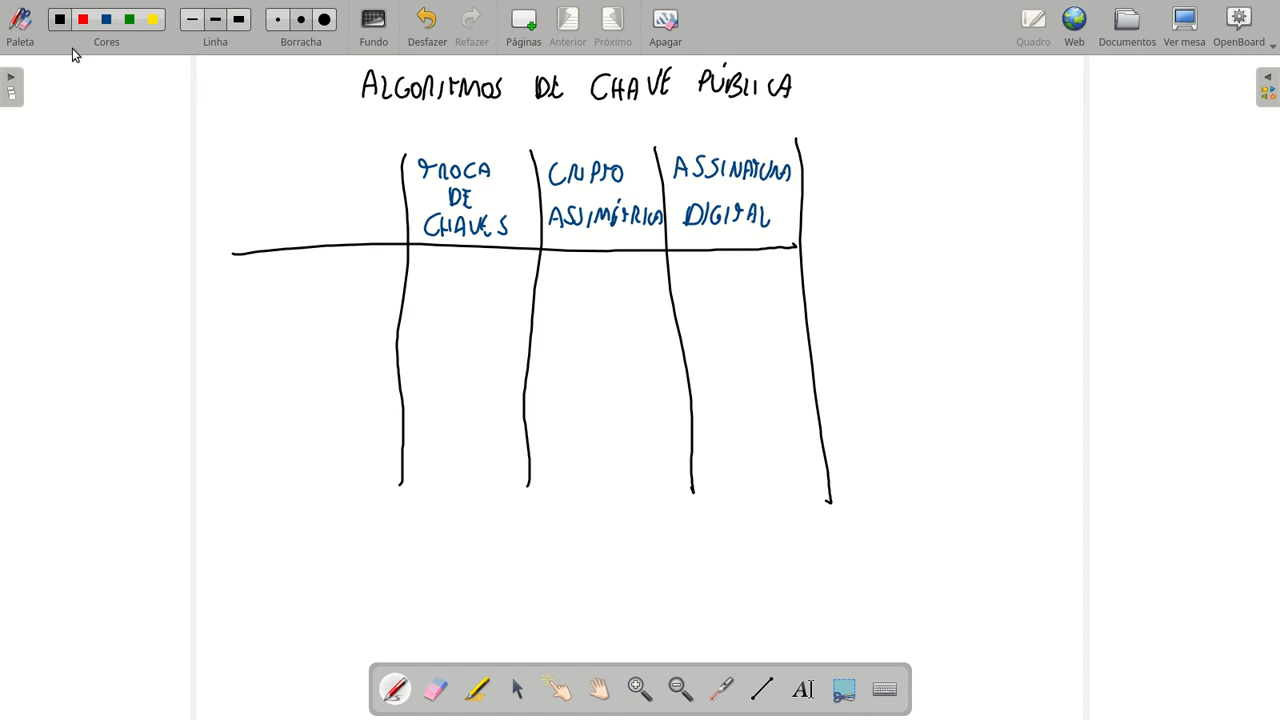 Paleta
Cores
Linha
Borracha
Fundo
Desfazer
Refazer
Páginas
Anterior
Próximo
Apagar
Quadro
Web
Documentos
Ver mesa
OpenBoard
ALGORITMOS DE CHAVE PÚBLICA
TROCA
DE
CHAVES
CRIPTO
ASSIMÉTRICA
ASSINATURA
DIGITAL
AI